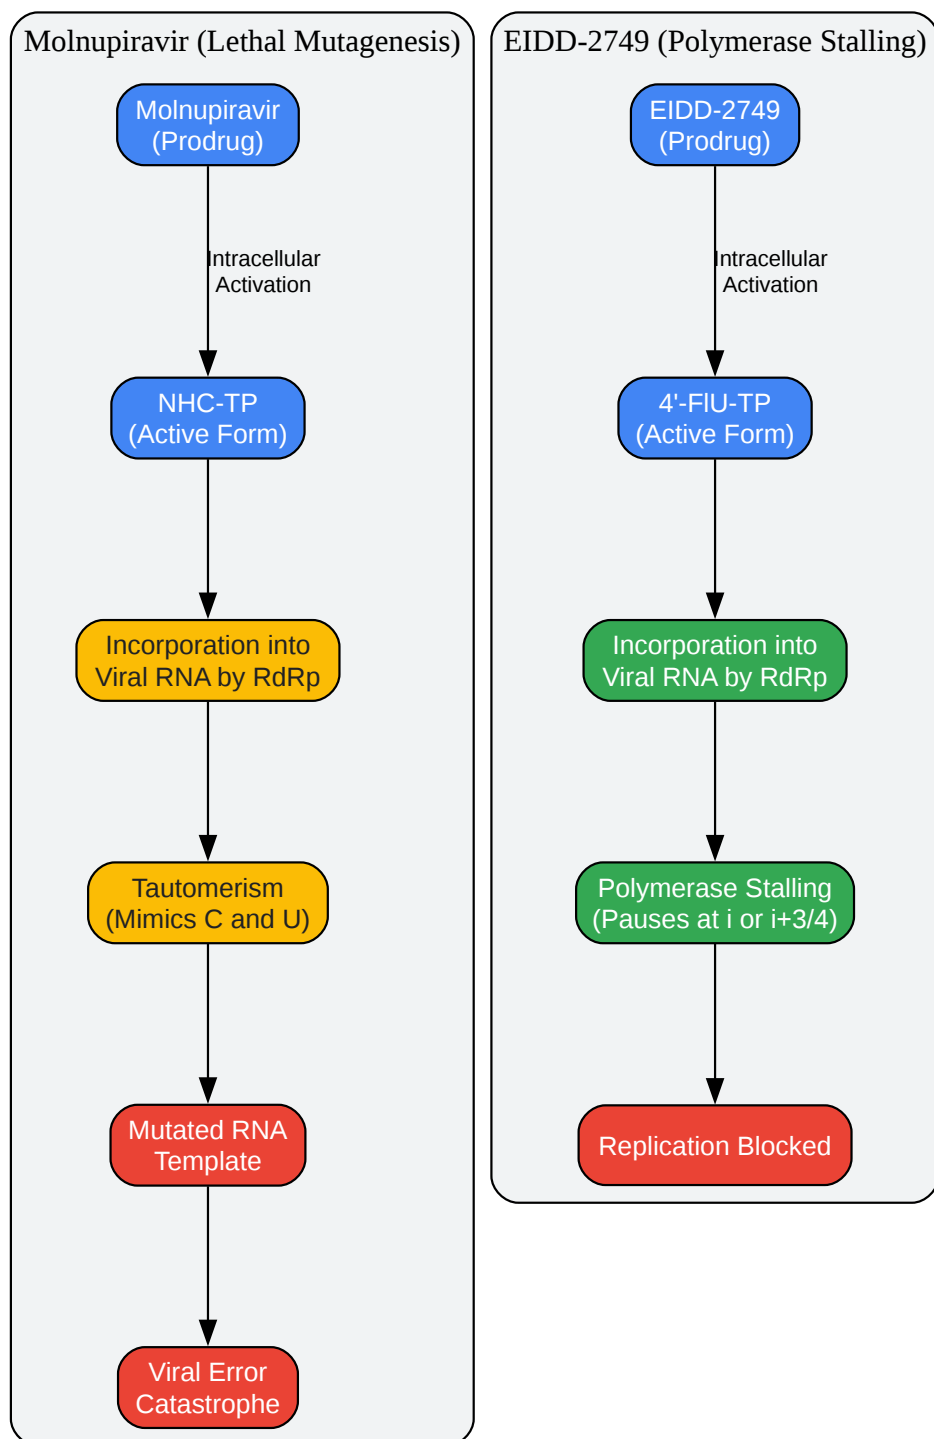 Molnupiravir (Lethal Mutagenesis)
Molnupiravir
(Prodrug)
Intracellular
Activation
NHC-TP
(Active Form)
Incorporation into
Viral RNA by RdRp
Tautomerism
(Mimics C and U)
Mutated RNA
Template
Viral Error
Catastrophe
EIDD-2749 (Polymerase Stalling)
EIDD-2749
(Prodrug)
Intracellular
Activation
4'-FlU-TP
(Active Form)
Incorporation into
Viral RNA by RdRp
Polymerase Stalling
(Pauses at i or i+3/4)
Replication Blocked